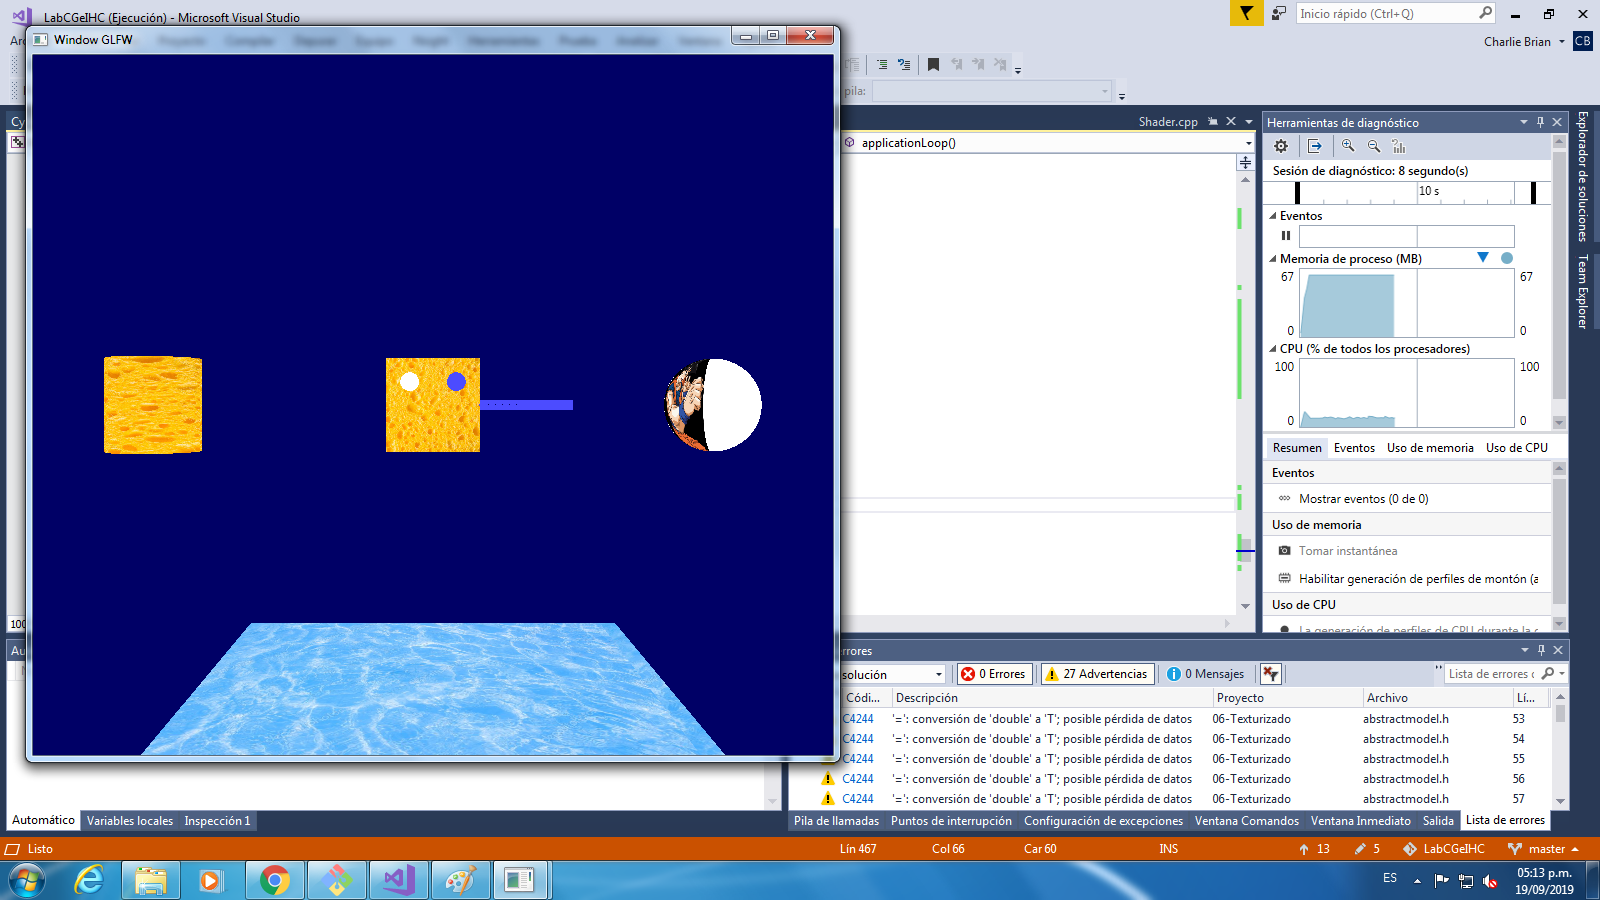 LabCGeIHC (Ejecución) - Microsoft Visual Studio
Inicio rápido (Ctrl+Q)
Window GLFW
Charlie Brian
CB
pila:
Shader.cpp
applicationLoop()
Herramientas de diagnóstico
Sesión de diagnóstico: 8 segundo(s)
10 s
Eventos
Memoria de proceso (MB)
67
67
0
0
CPU (% de todos los procesadores)
100
100
0
0
Resumen
Eventos
Uso de memoria
Uso de CPU
Eventos
Mostrar eventos (0 de 0)
Uso de memoria
Tomar instantánea
Habilitar generación de perfiles de montón (a
Uso de CPU
Explorador de soluciones
Team Explorer
100
Au
errores
solución
0 Errores
27 Advertencias
0 Mensajes
Lista de errores
Códi...
Descripción
Proyecto
Archivo
Lí...
C4244 '=': conversión de 'double' a 'T'; posible pérdida de datos 06-Texturizado abstractmodel.h 53
C4244 '=': conversión de 'double' a 'T'; posible pérdida de datos 06-Texturizado abstractmodel.h 54
C4244 '=': conversión de 'double' a 'T'; posible pérdida de datos 06-Texturizado abstractmodel.h 55
C4244 '=': conversión de 'double' a 'T'; posible pérdida de datos 06-Texturizado abstractmodel.h 56
C4244 '=': conversión de 'double' a 'T'; posible pérdida de datos 06-Texturizado abstractmodel.h 57
Automático
Variables locales
Inspección 1
Pila de llamadas
Puntos de interrupción
Configuración de excepciones
Ventana Comandos
Ventana Inmediato
Salida
Lista de errores
Listo
Lín 467
Col 66
Car 60
INS
13
5
LabCGeIHC
master
ES
05:13 p.m.
19/09/2019